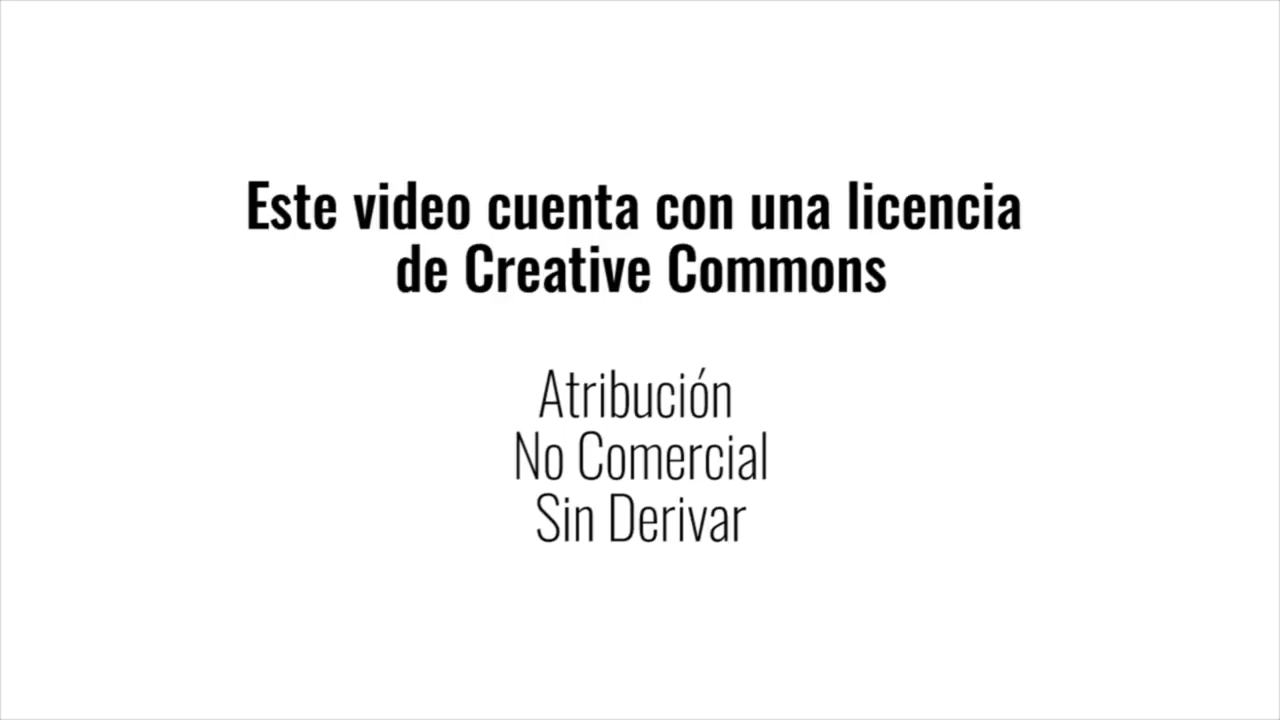 Este video cuenta con una licencia
de Creative Commons
Atribución
No Comercial
Sin Derivar